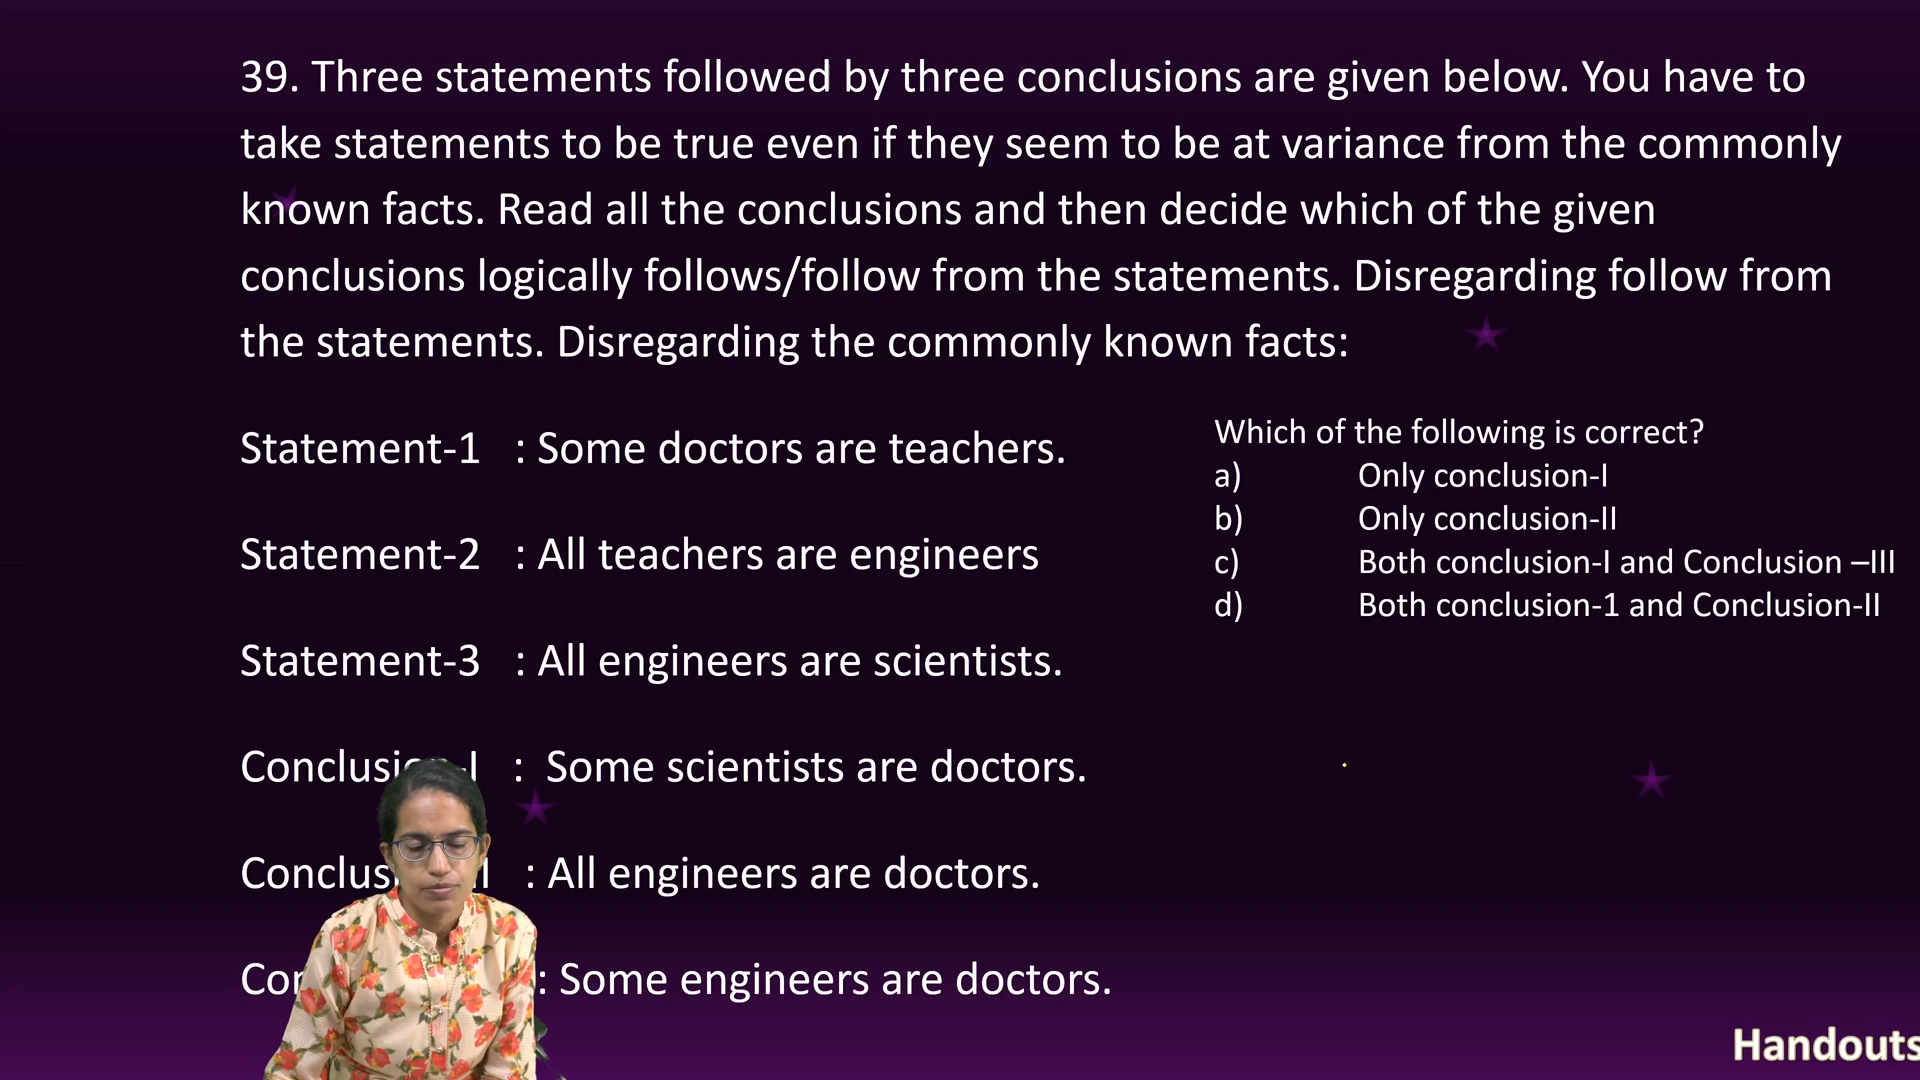 39. Three statements followed by three conclusions are given below. You have to
take statements to be true even if they seem to be at variance from the commonly
known facts. Read all the conclusions and then decide which of the given
conclusions logically follows/follow from the statements. Disregarding follow from
the statements. Disregarding the commonly known facts:
Statement-1 : Some doctors are teachers.
Statement-2 : All teachers are engineers
Statement-3 : All engineers are scientists.
Conclusion-I : Some scientists are doctors.
: All engineers are doctors.
: Some engineers are doctors.
Which of the following is correct?
a) Only conclusion-I
b) Only conclusion-II
c) Both conclusion-I and Conclusion –III
d) Both conclusion-1 and Conclusion-II
Handouts